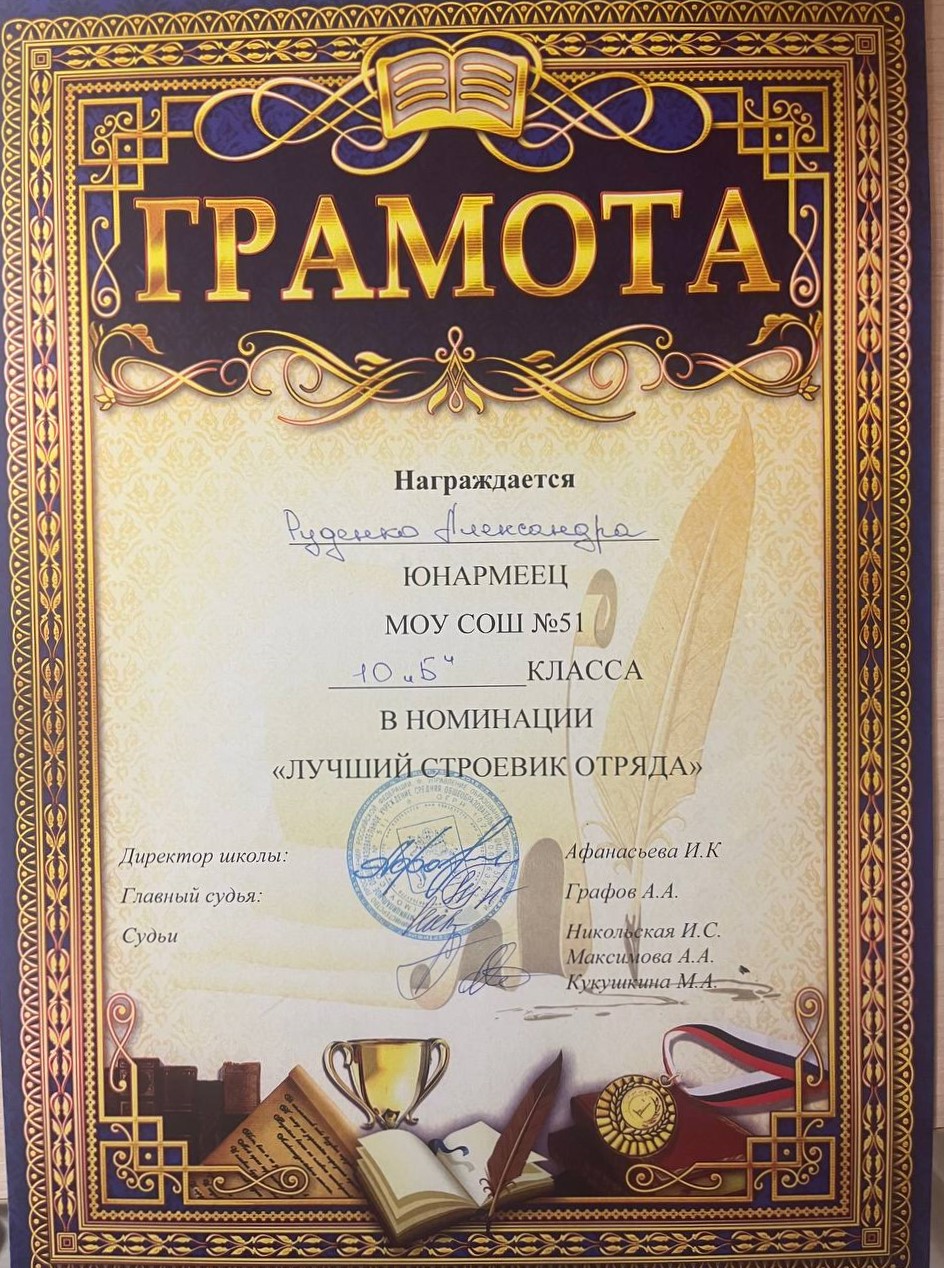 ГРАМОТА
Награждается
Руденко Александра
ЮНАРМЕЕЦ
МОУ СОШ №51
10 „Б“ КЛАССА
В НОМИНАЦИИ
«ЛУЧШИЙ СТРОЕВИК ОТРЯДА»
Директор школы: Афанасьева И.К
Главный судья: Графов А.А.
Судьи Никольская И.С.
Максимова А.А.
Кукушкина М.А.